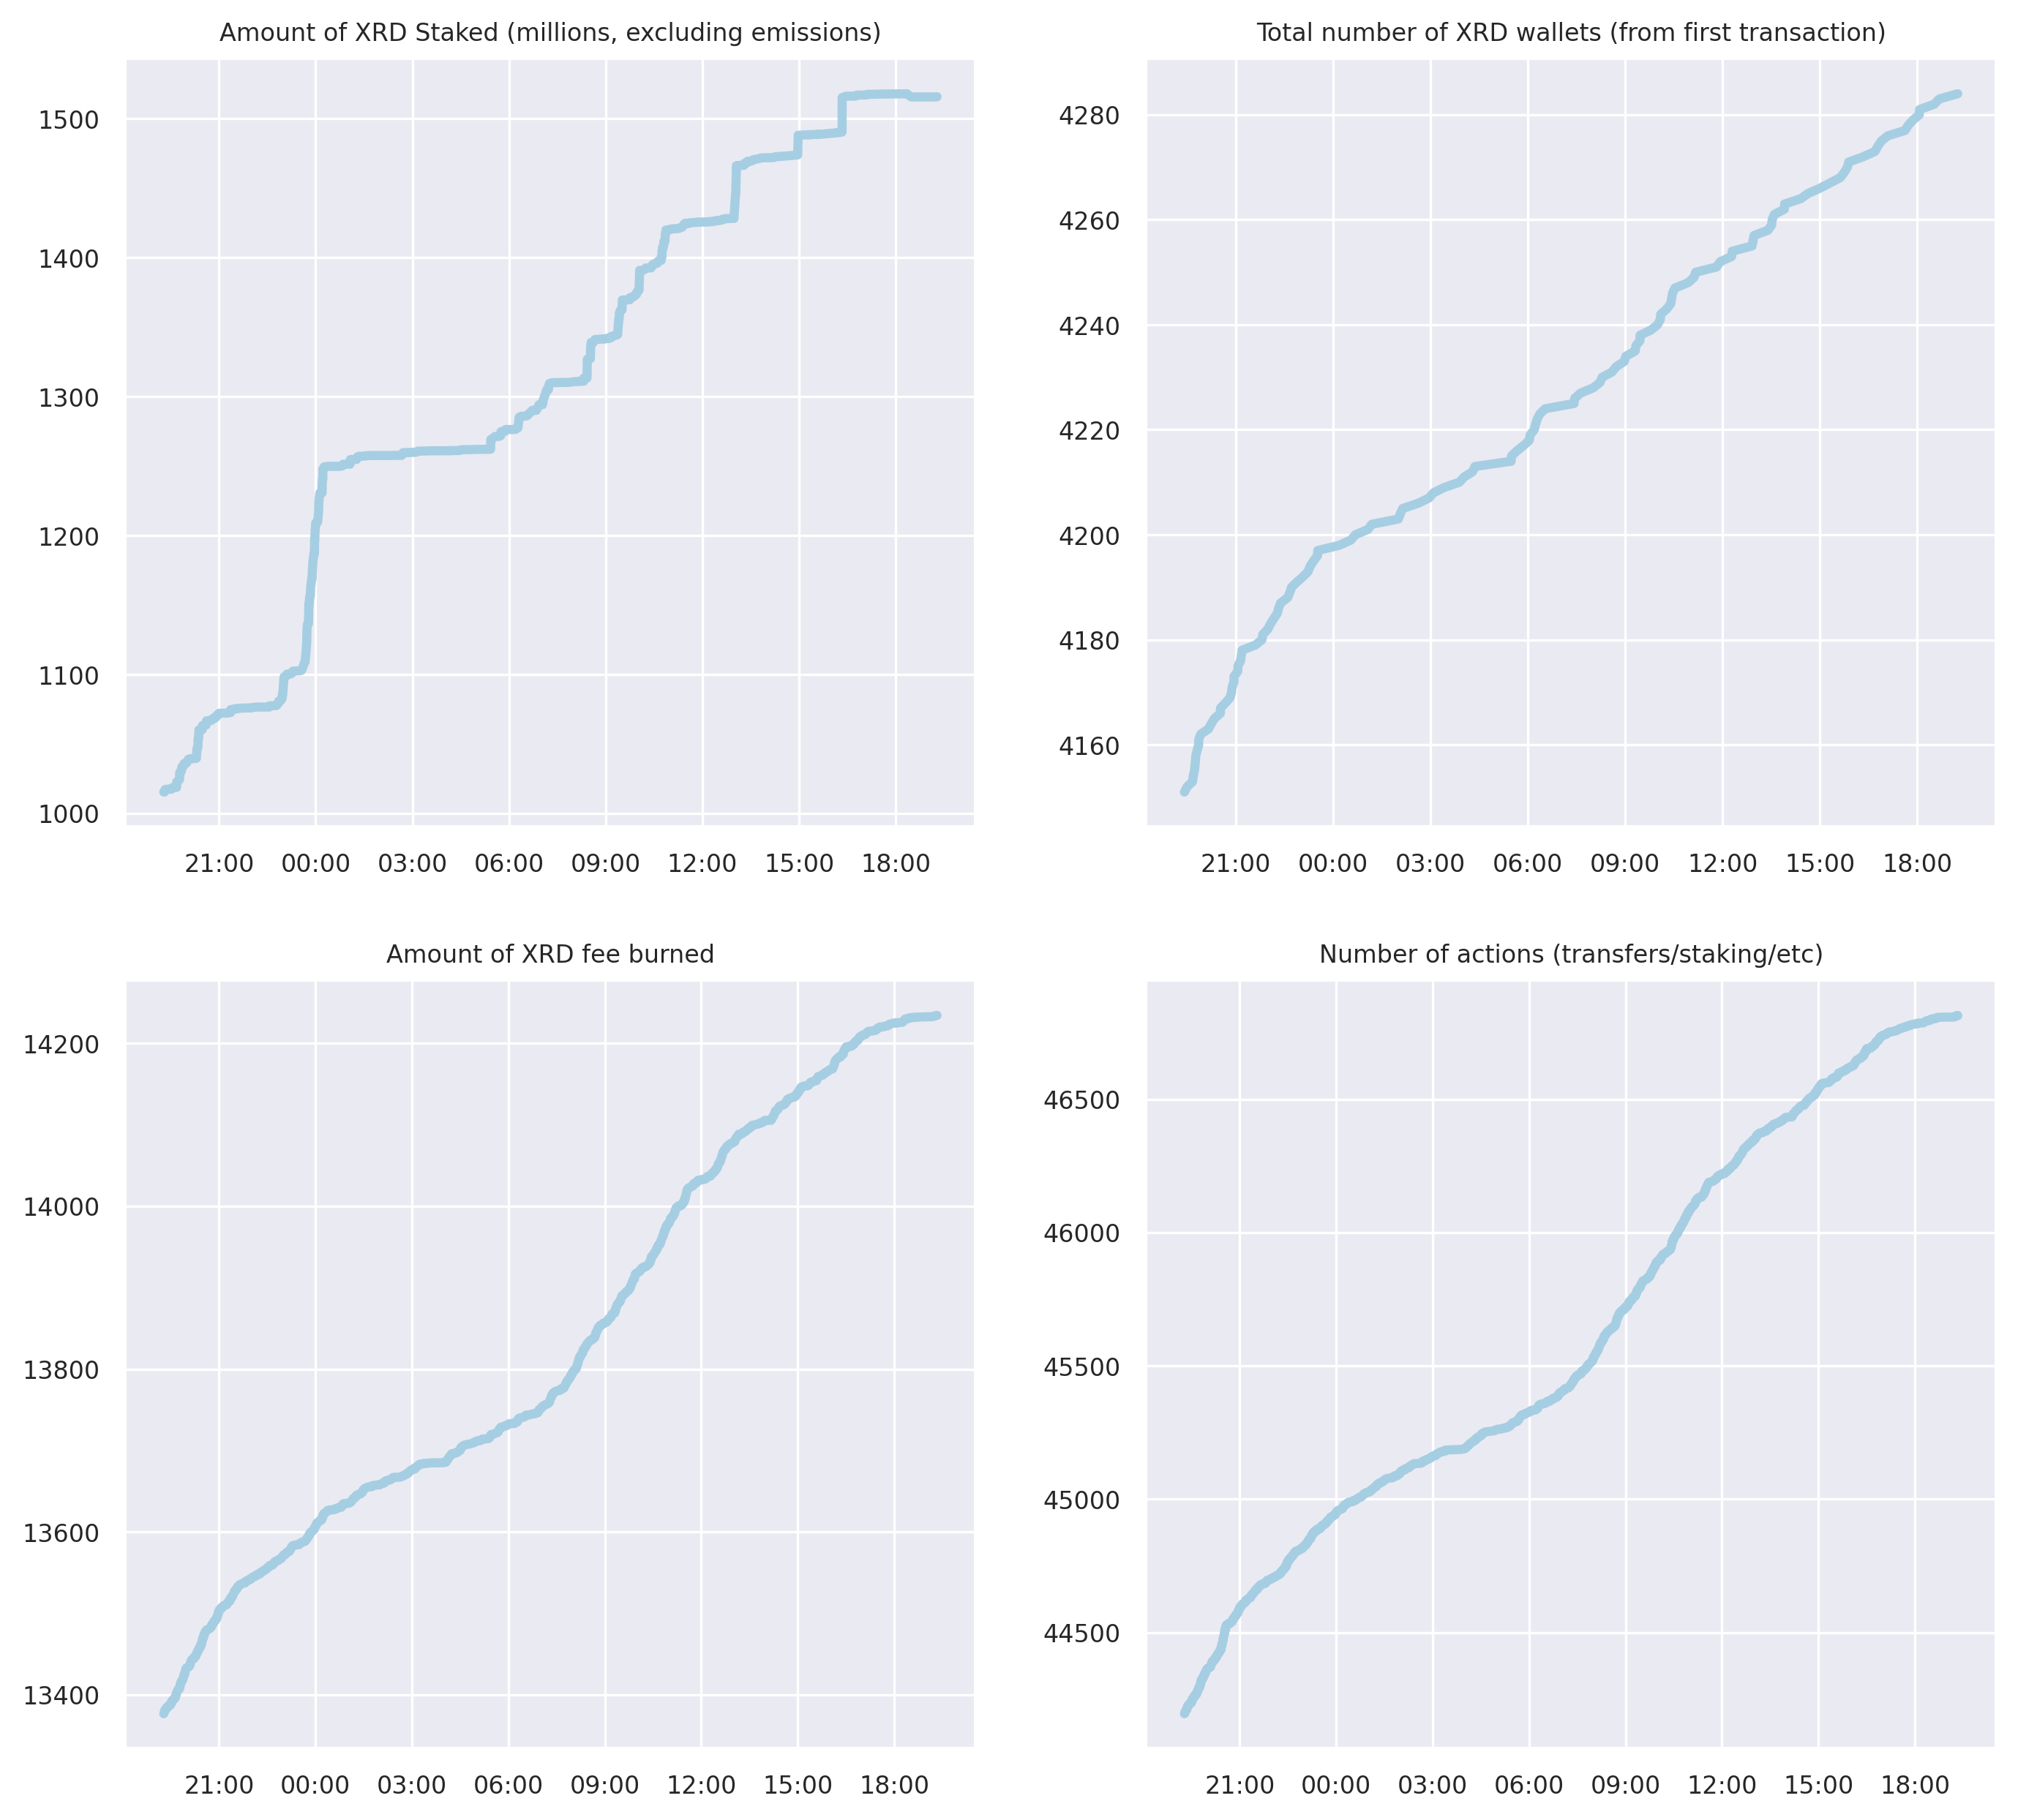 Amount of XRD Staked (millions, excluding emissions)
1500
1400
1300
1200
1100
1000
21:00 00:00 03:00 06:00 09:00 12:00 15:00 18:00
Total number of XRD wallets (from first transaction)
4280
4260
4240
4220
4200
4180
4160
21:00 00:00 03:00 06:00 09:00 12:00 15:00 18:00
Amount of XRD fee burned
14200
14000
13800
13600
13400
21:00 00:00 03:00 06:00 09:00 12:00 15:00 18:00
Number of actions (transfers/staking/etc)
46500
46000
45500
45000
44500
21:00 00:00 03:00 06:00 09:00 12:00 15:00 18:00